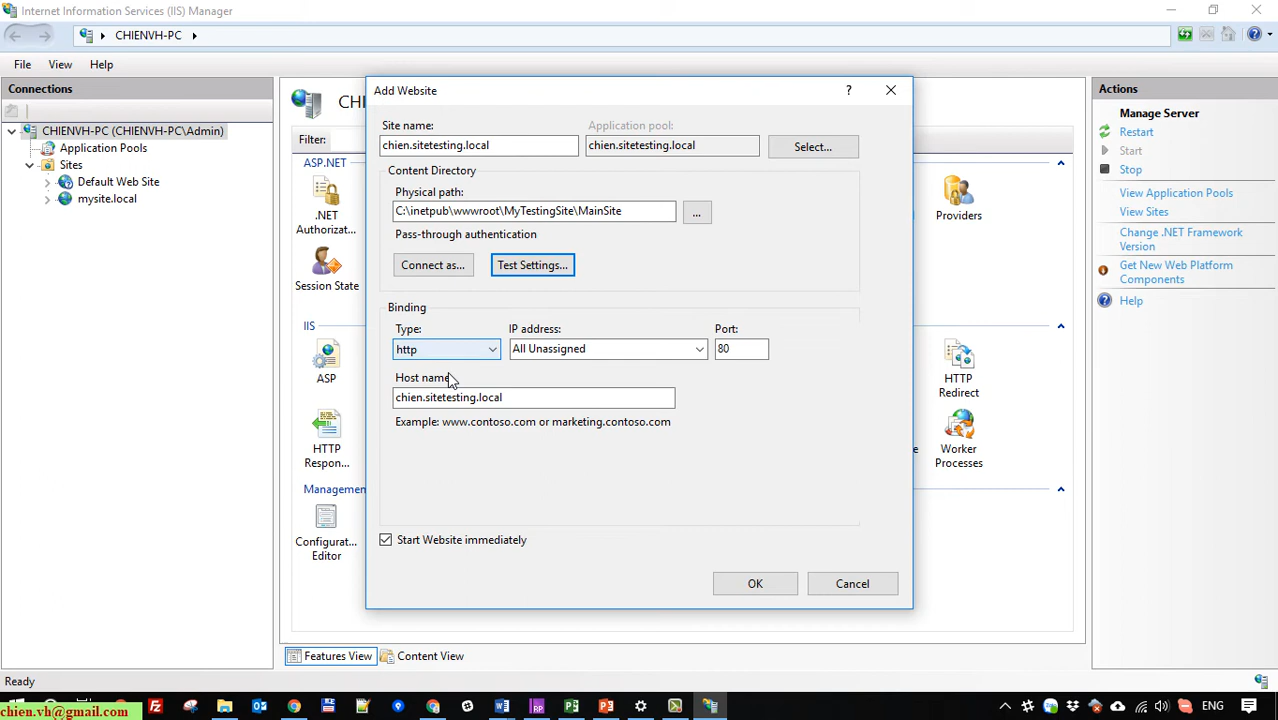 Internet Information Services (IIS) Manager
CHIENVH-PC
File View Help
Connections
CHIENVH-PC (CHIENVH-PC\Admin)
Application Pools
Sites
Default Web Site
mysite.local
Filter:
ASP.NET
.NET
Authorizat...
Session State
IIS
ASP
HTTP
Respon...
Managemen
Configurat...
Editor
Add Website
?
Site name:
Application pool:
chien.sitetesting.local
chien.sitetesting.local
Select...
Content Directory
Physical path:
C:\inetpub\wwwroot\MyTestingSite\MainSite
...
Pass-through authentication
Connect as...
Test Settings...
Binding
Type:
IP address:
Port:
http
All Unassigned
80
Host name
chien.sitetesting.local
Example: www.contoso.com or marketing.contoso.com
Start Website immediately
OK
Cancel
Providers
HTTP
Redirect
Worker
Processes
Actions
Manage Server
Restart
Start
Stop
View Application Pools
View Sites
Change .NET Framework
Version
Get New Web Platform
Components
Help
Features View
Content View
Ready
chien.vh@gmail.com
ENG